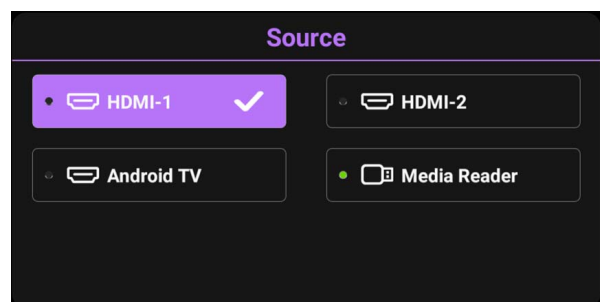 Source
HDMI-1
HDMI-2
Android TV
Media Reader